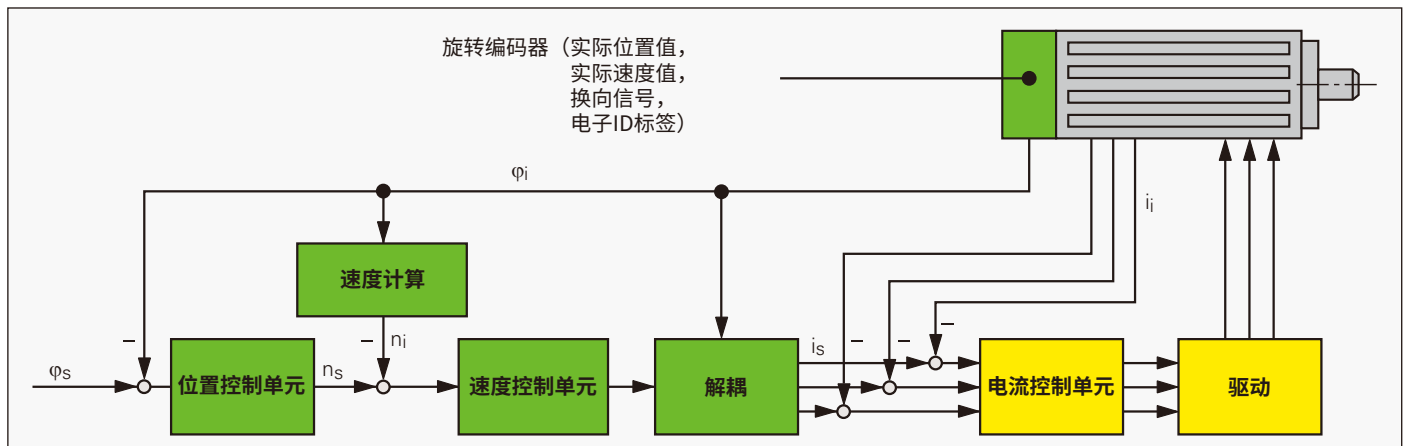 旋转编码器（实际位置值，
实际速度值，
换向信号，
电子ID标签）
φi
ii
速度计算
–
–
ni
is
–
–
–
φs
位置控制单元
ns
速度控制单元
解耦
电流控制单元
驱动